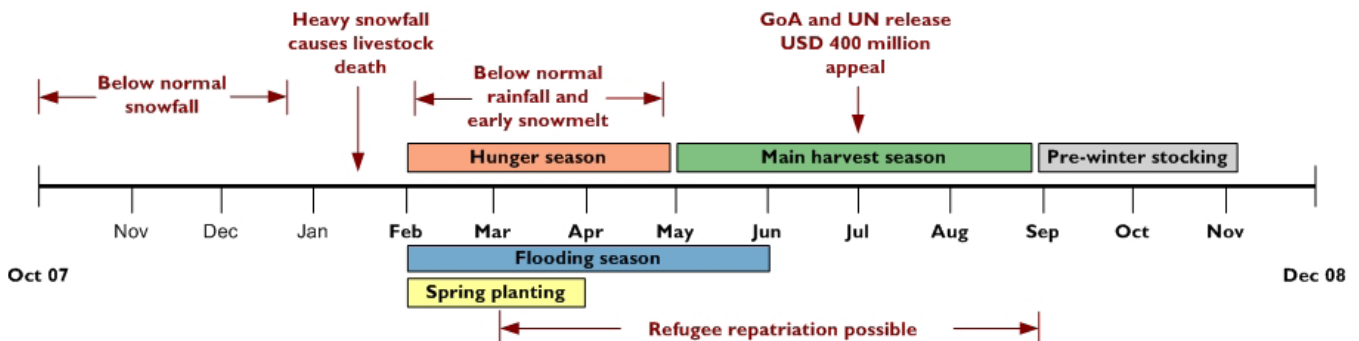 Heavy snowfall
causes livestock
death
GoA and UN release
USD 400 million
appeal
Below normal
snowfall
Below normal
rainfall and
early snowmelt
Hunger season
Main harvest season
Pre-winter stocking
Nov
Dec
Jan
Feb
Mar
Apr
May
Jun
Jul
Aug
Sep
Oct
Nov
Oct 07
Dec 08
Flooding season
Spring planting
Refugee repatriation possible